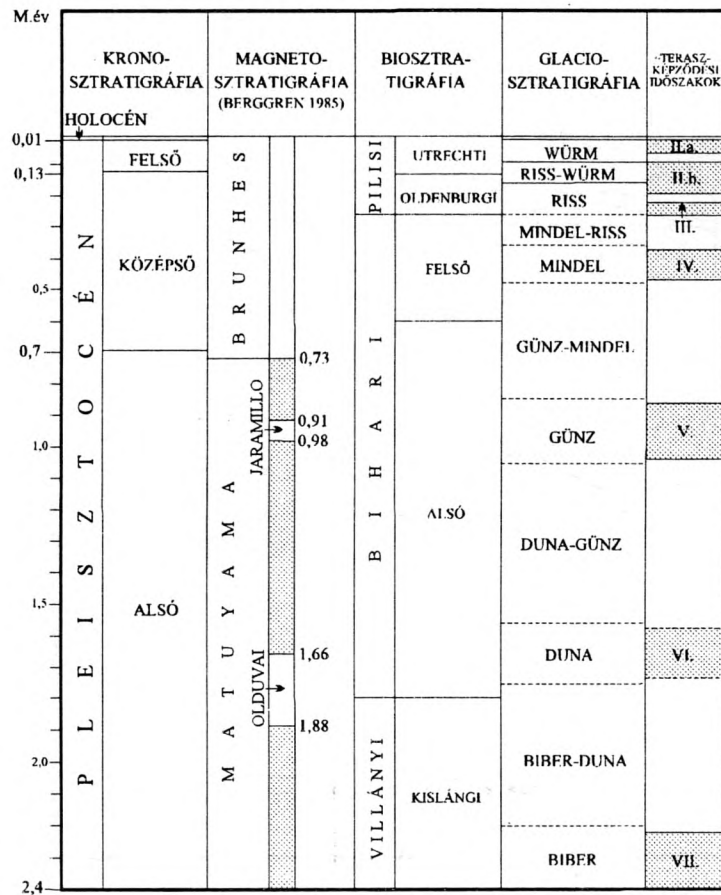 M.év
KRONO-
SZTRATIGRÁFIA
MAGNETO-
SZTRATIGRÁFIA
(BERGGREN 1985)
BIOSZTRA-
TIGRÁFIA
GLACIO-
SZTRATIGRÁFIA
TERASZ-
KÉPZŐDÉSI
IDŐSZAKOK
HOLOCÉN
0,01
0,13
0,5
0,7
1,0
1,5
2,0
2,4
PLEISZTOCÉN
FELSŐ
KÖZÉPSŐ
ALSÓ
BRUNHES
MATUYAMA
JARAMILLO
OLDUVAI
0,73
0,91
0,98
1,66
1,88
PILISI
BIHARI
VILLÁNYI
UTRECHTI
OLDENBURGI
FELSŐ
ALSÓ
KISLÁNGI
WÜRM
RISS-WÜRM
RISS
MINDEL-RISS
MINDEL
GÜNZ-MINDEL
GÜNZ
DUNA-GÜNZ
DUNA
BIBER-DUNA
BIBER
II.a.
II.b.
III.
IV.
V.
VI.
VII.